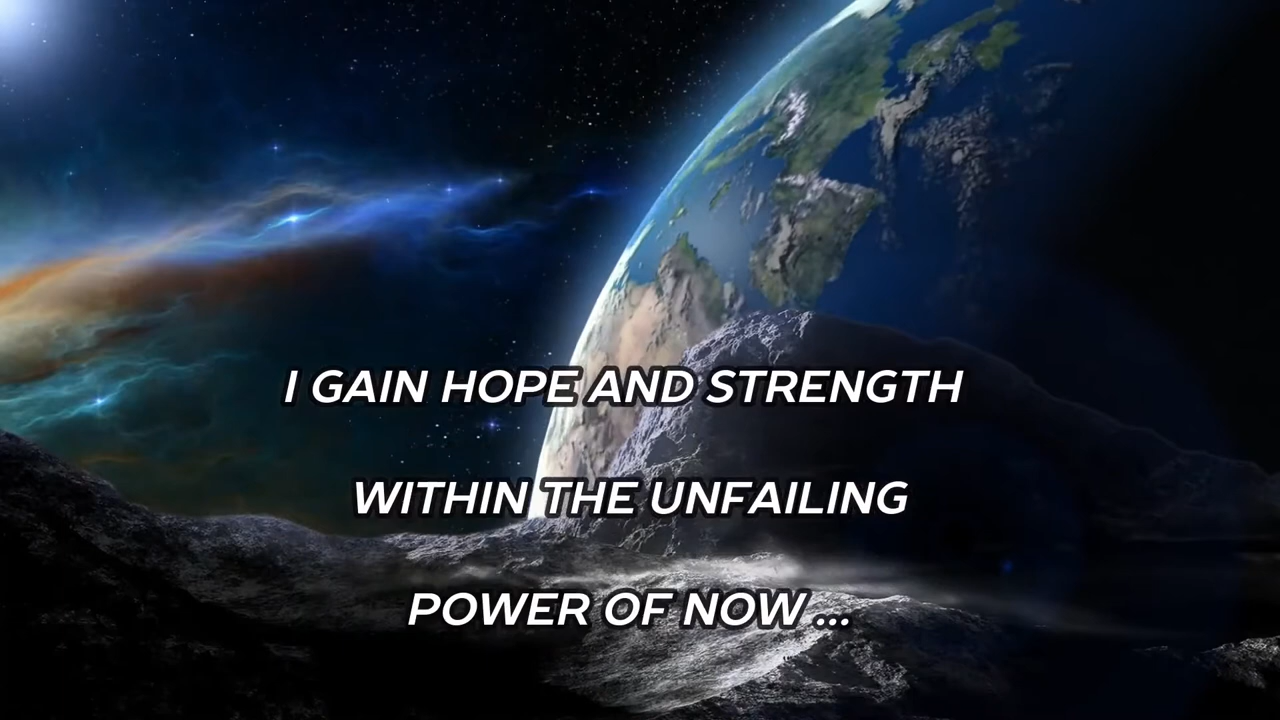 I GAIN HOPE AND STRENGTH
WITHIN THE UNFAILING
POWER OF NOW ...